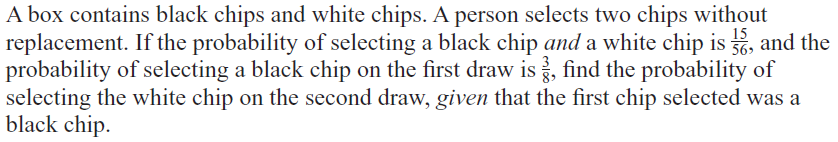 A box contains black chips and white chips. A person selects two chips without
replacement. If the probability of selecting a black chip and a white chip is 15/56, and the
probability of selecting a black chip on the first draw is 3/8, find the probability of
selecting the white chip on the second draw, given that the first chip selected was a
black chip.